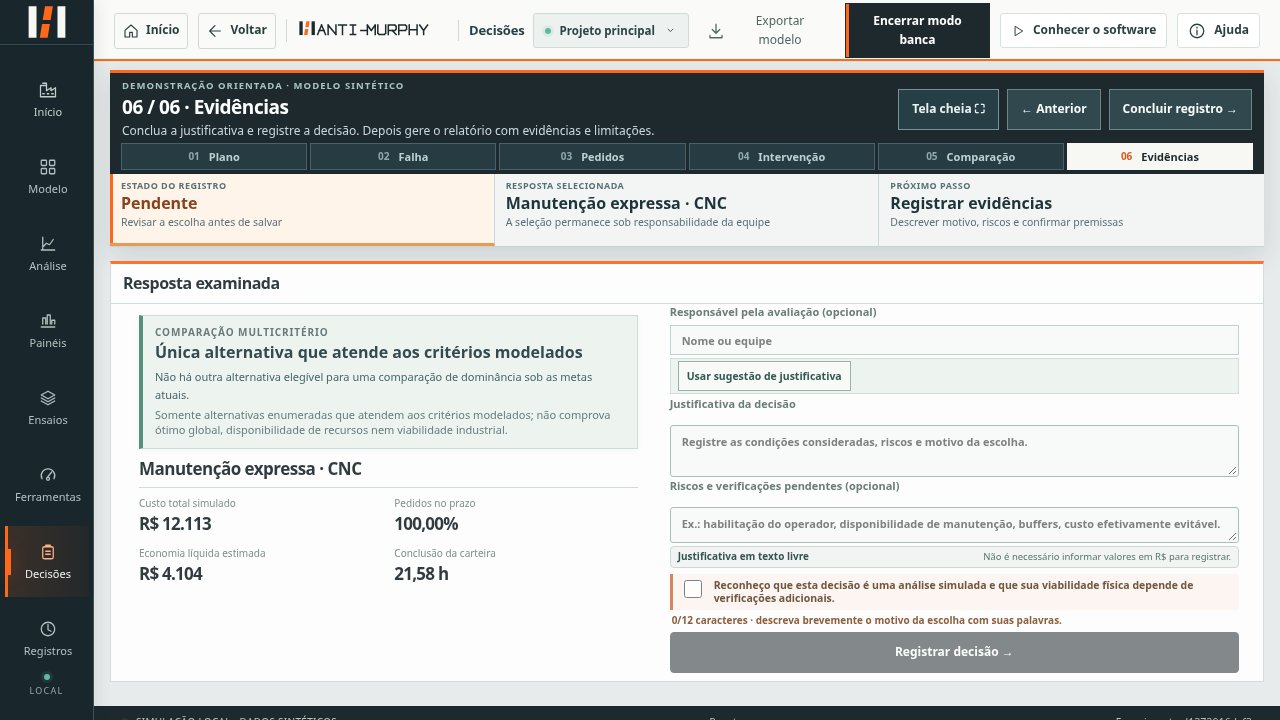 Início
Voltar
ANTI-MURPHY
Decisões
Projeto principal
Exportar
modelo
Encerrar modo
banca
Conhecer o software
Ajuda
Início
Modelo
Análise
Painéis
Ensaios
Ferramentas
Decisões
Registros
LOCAL
DEMONSTRAÇÃO ORIENTADA · MODELO SINTÉTICO
06 / 06 · Evidências
Conclua a justificativa e registre a decisão. Depois gere o relatório com evidências e limitações.
Tela cheia
← Anterior
Concluir registro →
01 Plano
02 Falha
03 Pedidos
04 Intervenção
05 Comparação
06 Evidências
ESTADO DO REGISTRO
Pendente
Revisar a escolha antes de salvar
RESPOSTA SELECIONADA
Manutenção expressa · CNC
A seleção permanece sob responsabilidade da equipe
PRÓXIMO PASSO
Registrar evidências
Descrever motivo, riscos e confirmar premissas
Resposta examinada
COMPARAÇÃO MULTICRITÉRIO
Única alternativa que atende aos critérios modelados
Não há outra alternativa elegível para uma comparação de dominância sob as metas
atuais.
Somente alternativas enumeradas que atendem aos critérios modelados; não comprova
ótimo global, disponibilidade de recursos nem viabilidade industrial.
Manutenção expressa · CNC
Custo total simulado
R$ 12.113
Pedidos no prazo
100,00%
Economia líquida estimada
R$ 4.104
Conclusão da carteira
21,58 h
Responsável pela avaliação (opcional)
Nome ou equipe
Usar sugestão de justificativa
Justificativa da decisão
Registre as condições consideradas, riscos e motivo da escolha.
Riscos e verificações pendentes (opcional)
Ex.: habilitação do operador, disponibilidade de manutenção, buffers, custo efetivamente evitável.
Justificativa em texto livre
Não é necessário informar valores em R$ para registrar.
Reconheço que esta decisão é uma análise simulada e que sua viabilidade física depende de
verificações adicionais.
0/12 caracteres · descreva brevemente o motivo da escolha com suas palavras.
Registrar decisão →